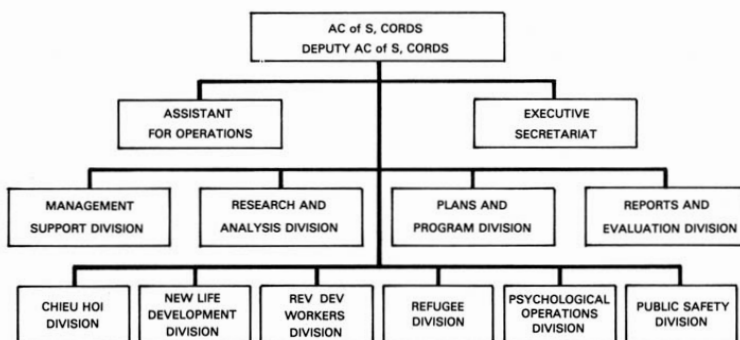 AC of S, CORDS
DEPUTY AC of S, CORDS
ASSISTANT
FOR OPERATIONS
EXECUTIVE
SECRETARIAT
MANAGEMENT
SUPPORT DIVISION
RESEARCH AND
ANALYSIS DIVISION
PLANS AND
PROGRAM DIVISION
REPORTS AND
EVALUATION DIVISION
CHIEU HOI
DIVISION
NEW LIFE
DEVELOPMENT
DIVISION
REV DEV
WORKERS
DIVISION
REFUGEE
DIVISION
PSYCHOLOGICAL
OPERATIONS
DIVISION
PUBLIC SAFETY
DIVISION